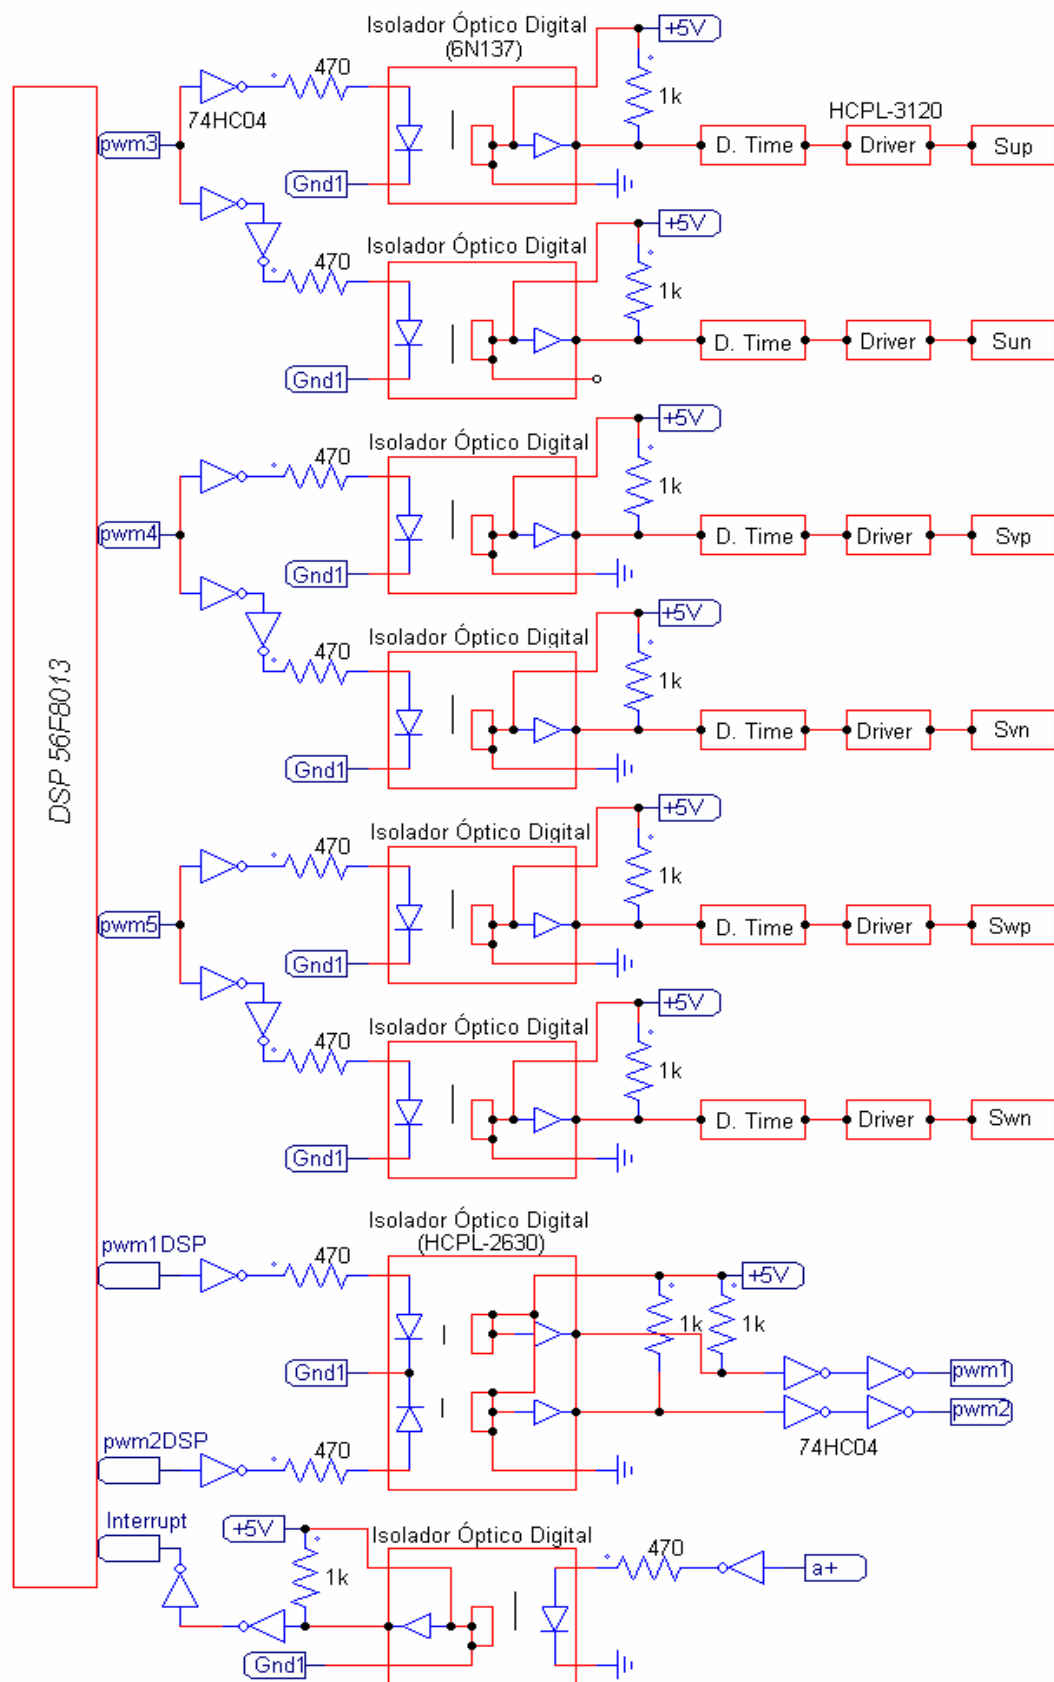 Isolador Óptico Digital
(6N137)
+5V
470
1k
74HC04
HCPL-3120
pwm3
D. Time
Driver
Sup
Gnd1
+5V
Isolador Óptico Digital
470
1k
D. Time
Driver
Sun
Gnd1
+5V
Isolador Óptico Digital
470
1k
pwm4
D. Time
Driver
Svp
Gnd1
+5V
Isolador Óptico Digital
470
1k
DSP 56F8013
D. Time
Driver
Svn
Gnd1
+5V
Isolador Óptico Digital
470
1k
pwm5
D. Time
Driver
Swp
Gnd1
+5V
Isolador Óptico Digital
470
1k
D. Time
Driver
Swn
Gnd1
Isolador Óptico Digital
(HCPL-2630)
pwm1DSP
470
+5V
1k
1k
Gnd1
pwm1
pwm2
74HC04
pwm2DSP
470
Interrupt
+5V
Isolador Óptico Digital
470
1k
a+
Gnd1